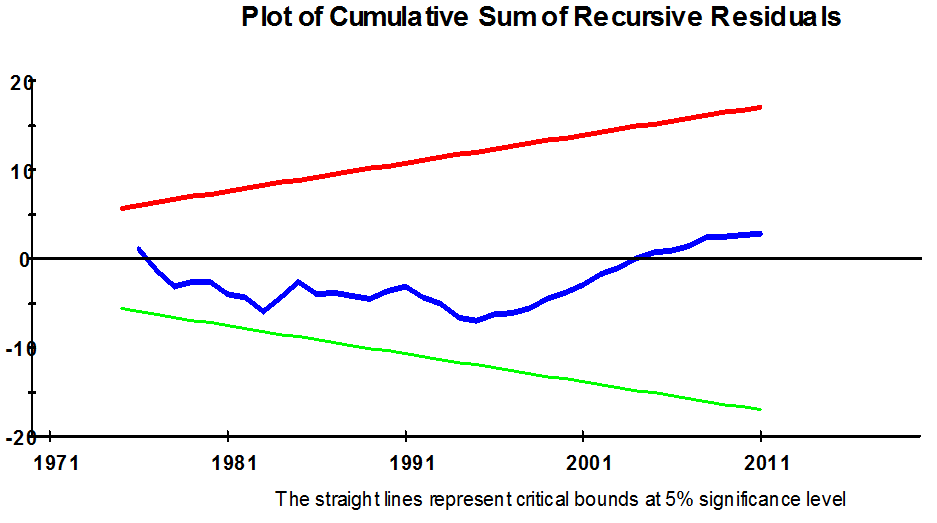 Plot of Cumulative Sum of Recursive Residuals
20
10
0
-10
-20
1971 1981 1991 2001 2011
The straight lines represent critical bounds at 5% significance level